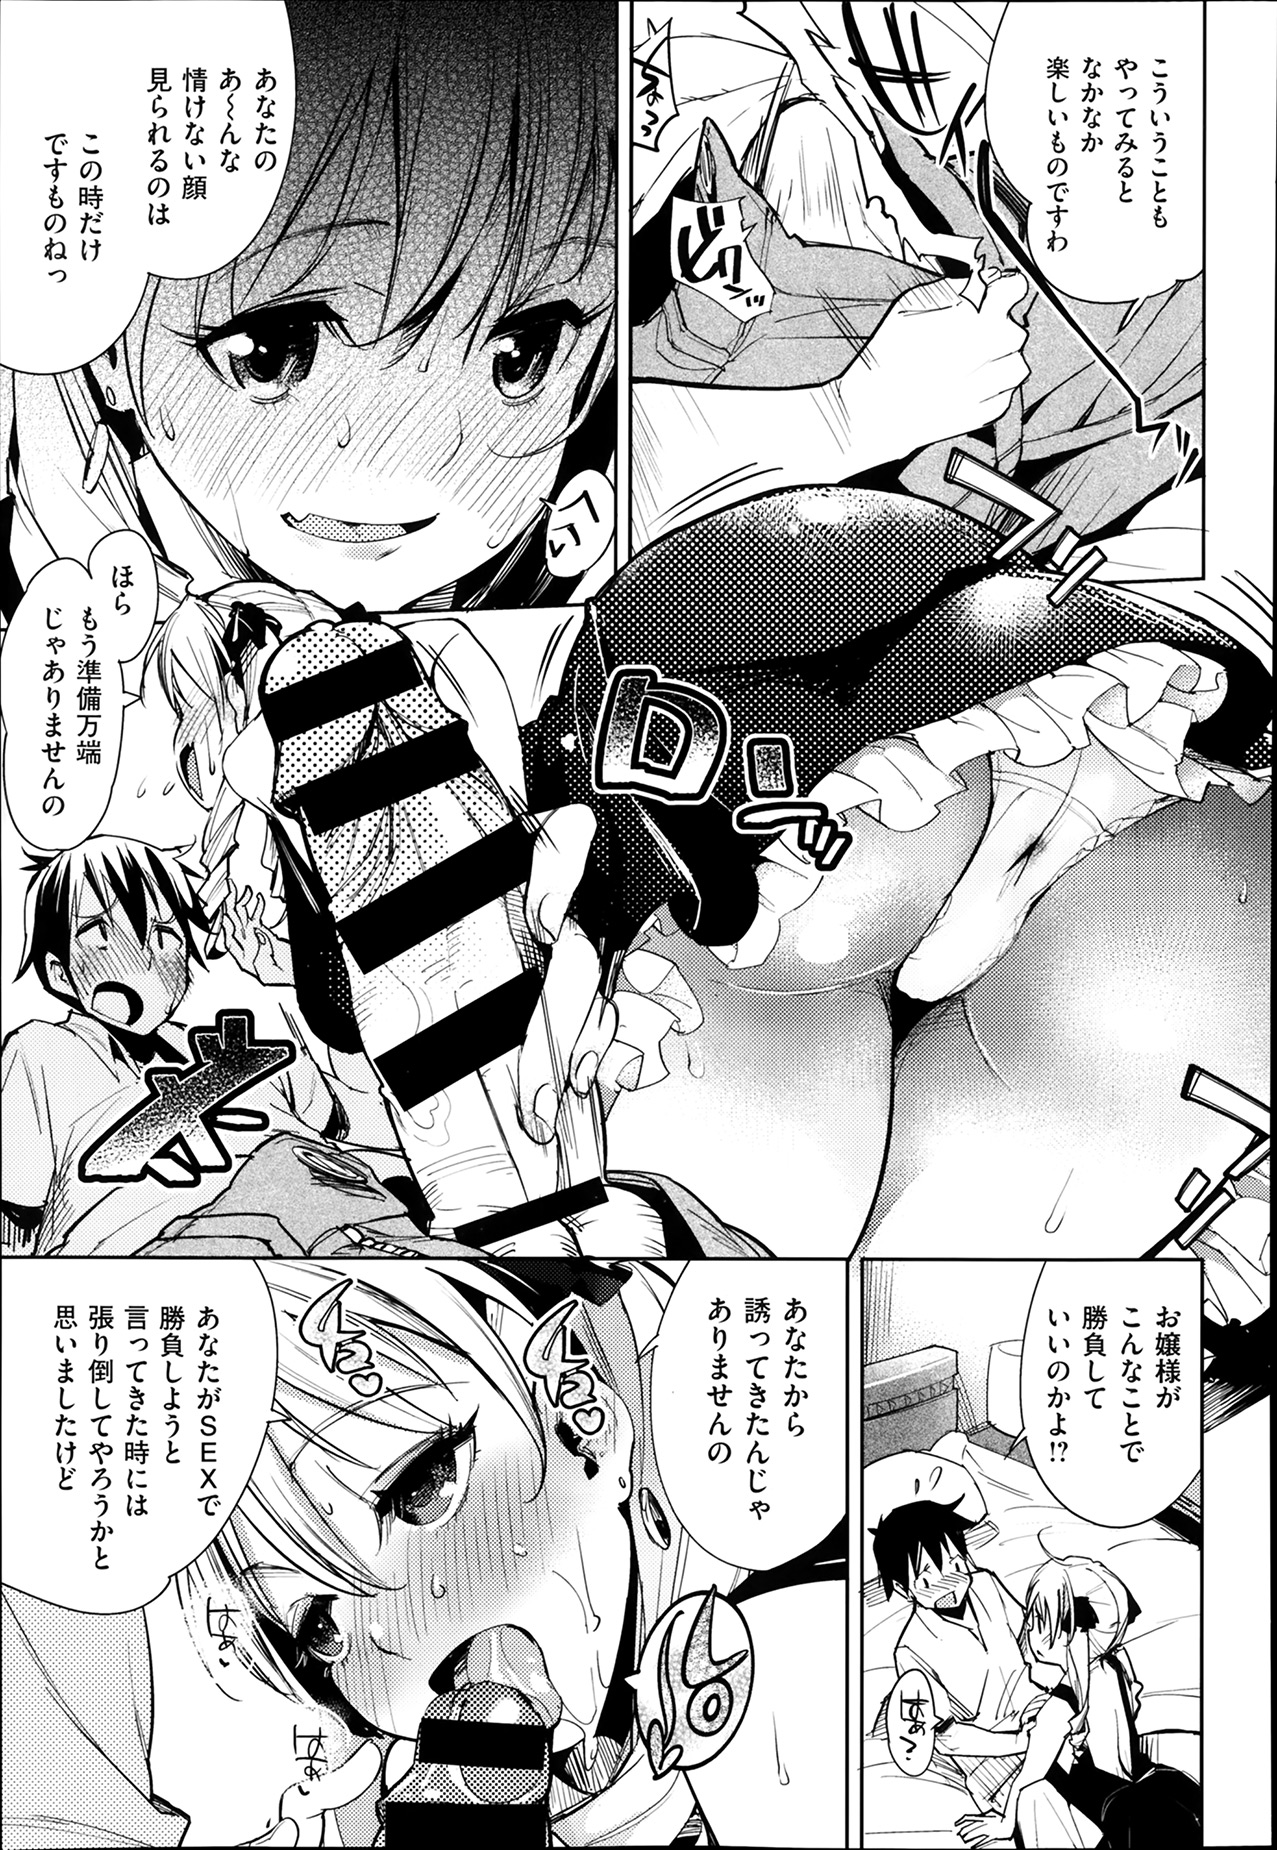 こういうことも
やってみると
なかなか
楽しいものですわ
あなたの
あ〜んな
情けない顔
見られるのは
この時だけ
ですものねっ
ほら
もう準備万端
じゃありませんの
お嬢様が
こんなことで
勝負して
いいのかよ!?
はぁ?
あなたから
誘ってきたんじゃ
ありませんの
あなたがSEXで
勝負しようと
言ってきた時には
張り倒してやろうかと
思いましたけど
はぁ
はぁ